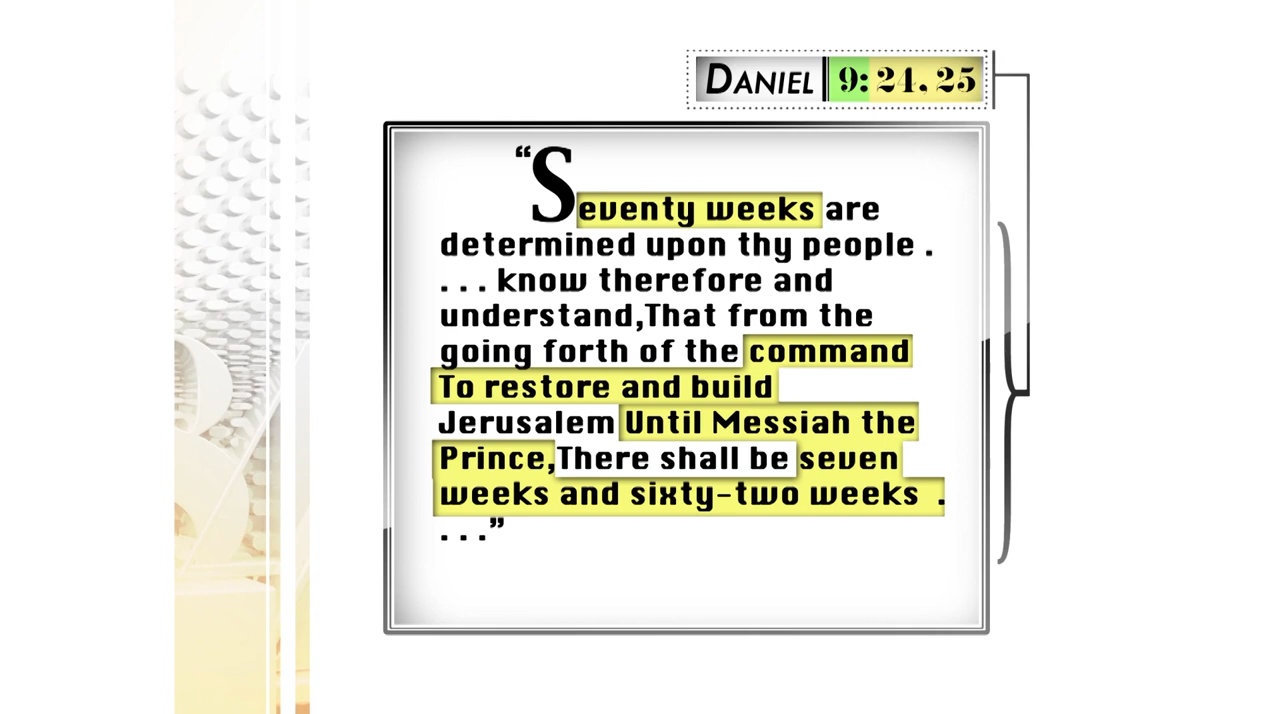 DANIEL 9: 24, 25
“Seventy weeks are
determined upon thy people .
. . . know therefore and
understand,That from the
going forth of the command
To restore and build
Jerusalem Until Messiah the
Prince,There shall be seven
weeks and sixty-two weeks .
. . .”